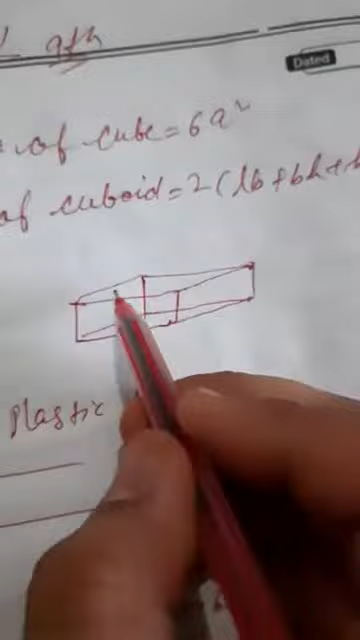 9th
Dated
of cube = 6a²
of cuboid = 2(lb+bh+h
Plastic